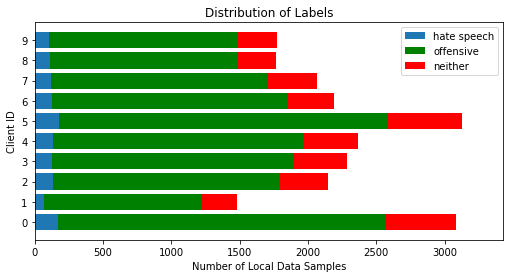 Distribution of Labels
hate speech
offensive
neither
Client ID
9
8
7
6
5
4
3
2
1
0
0 500 1000 1500 2000 2500 3000
Number of Local Data Samples